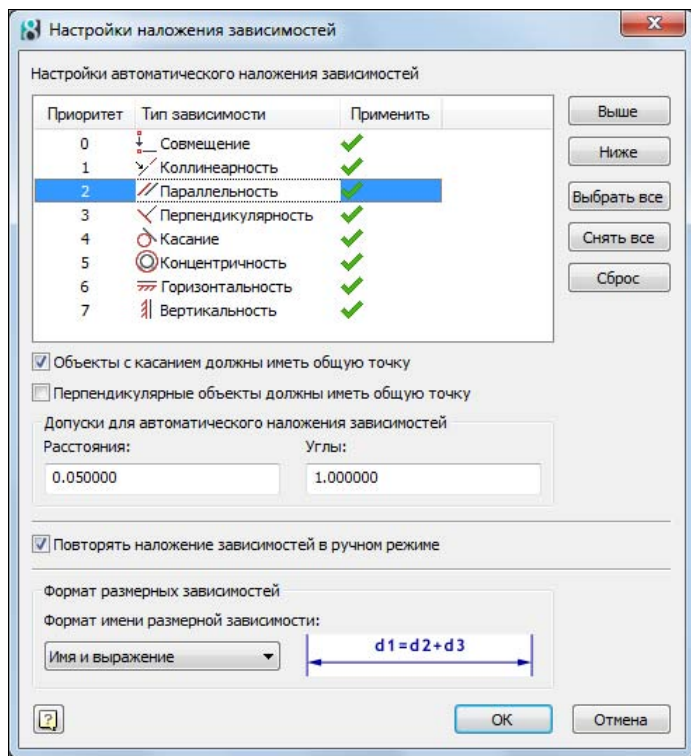 Настройки наложения зависимостей
Настройки автоматического наложения зависимостей
Приоритет Тип зависимости Применить
0 Совмещение
1 Коллинеарность
2 Параллельность
3 Перпендикулярность
4 Касание
5 Концентричность
6 Горизонтальность
7 Вертикальность
Выше
Ниже
Выбрать все
Снять все
Сброс
Объекты с касанием должны иметь общую точку
Перпендикулярные объекты должны иметь общую точку
Допуски для автоматического наложения зависимостей
Расстояния: Углы:
0.050000 1.000000
Повторять наложение зависимостей в ручном режиме
Формат размерных зависимостей
Формат имени размерной зависимости:
Имя и выражение d1=d2+d3
? OK Отмена